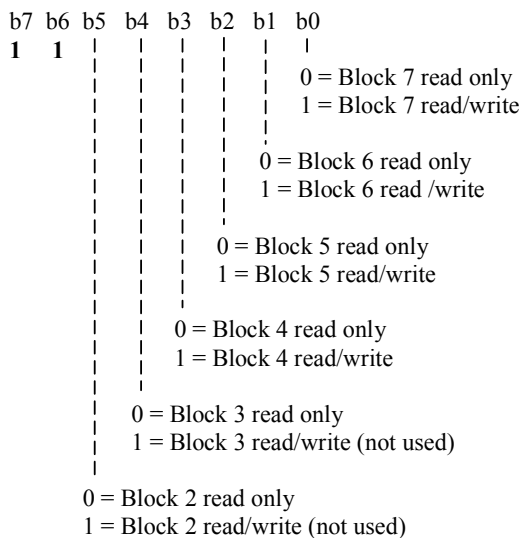 b7 b6 b5 b4 b3 b2 b1 b0
1 1
0 = Block 7 read only
1 = Block 7 read/write
0 = Block 6 read only
1 = Block 6 read /write
0 = Block 5 read only
1 = Block 5 read/write
0 = Block 4 read only
1 = Block 4 read/write
0 = Block 3 read only
1 = Block 3 read/write (not used)
0 = Block 2 read only
1 = Block 2 read/write (not used)